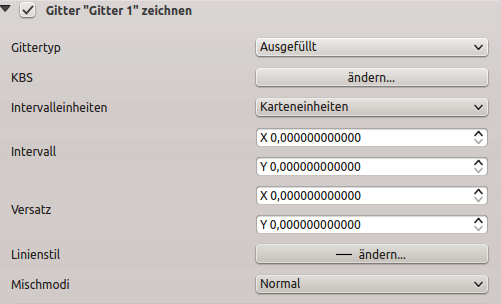 Gitter "Gitter 1" zeichnen
Gittertyp Ausgefüllt
KBS ändern...
Intervalleinheiten Karteneinheiten
Intervall X 0,000000000000
Y 0,000000000000
Versatz X 0,000000000000
Y 0,000000000000
Linienstil ändern...
Mischmodi Normal